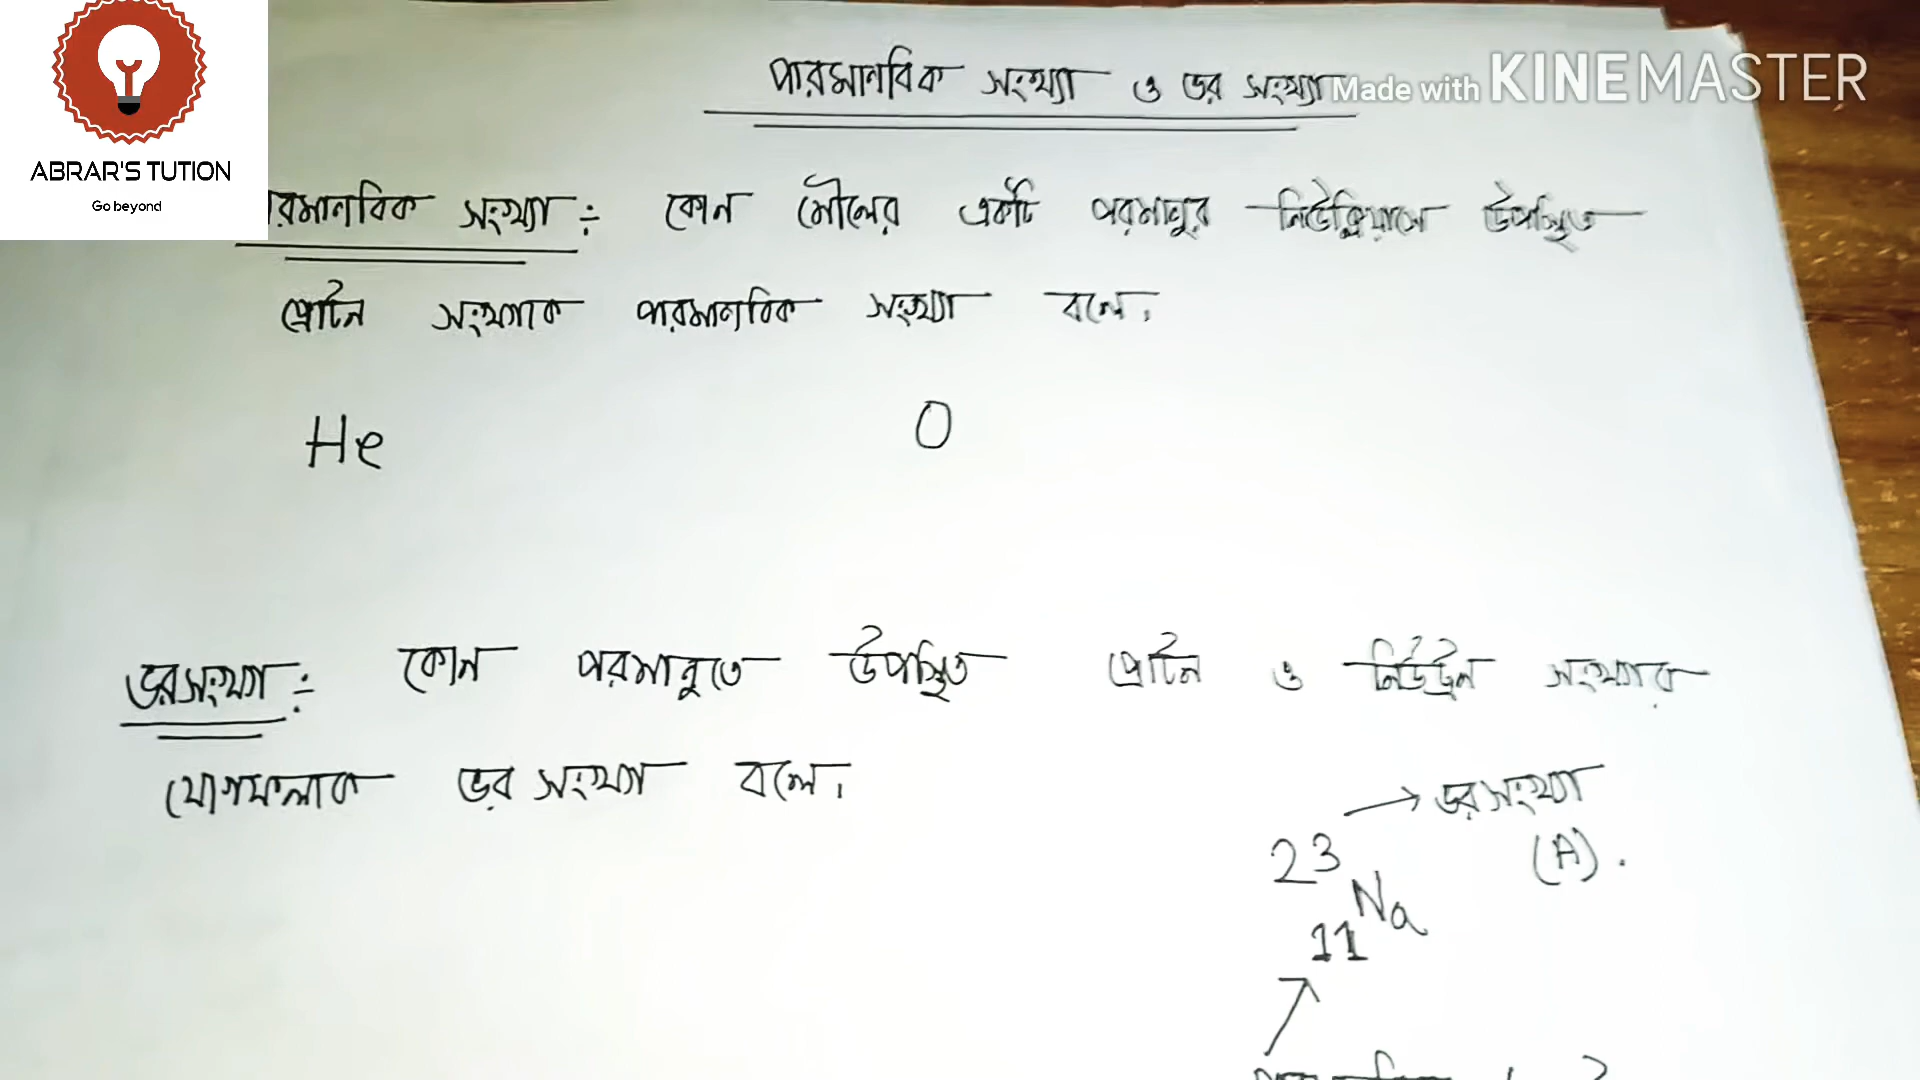 পারমানবিক সংখ্যা ও ভর সংখ্যা
Made with KINEMASTER
ABRAR'S TUTION
Go beyond
ারমানবিক সংখ্যা ÷ কোন মৌলের একটি পরমানুর নিউক্লিয়াসে উপস্থিত
প্রোটন সংখ্যাকে পারমানবিক সংখ্যা বলে।
He O
ভরসংখ্যা ÷ কোন পরমানুতে উপস্থিত প্রোটন ও নিউট্রন সংখ্যার
যোগফলকে ভর সংখ্যা বলে।
→ ভরসংখ্যা
23 (A).
Na
11